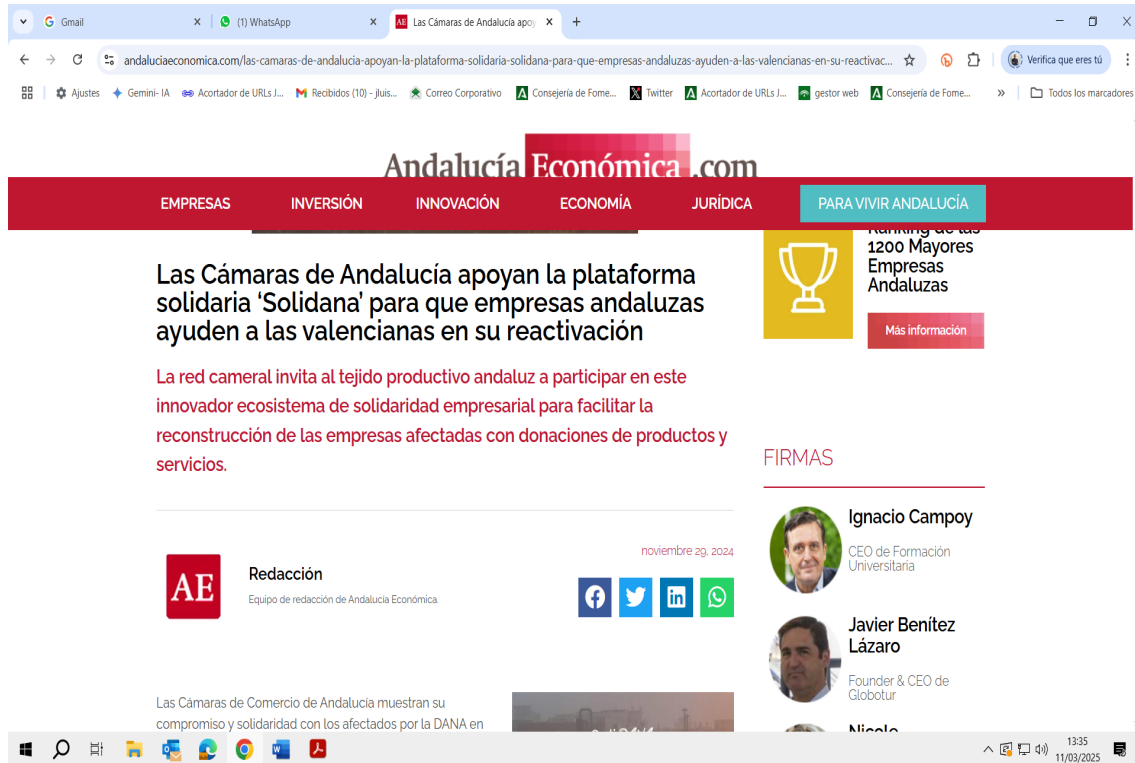 Gmail
(1) WhatsApp
AE Las Cámaras de Andalucía apoy
andaluciaeconomica.com/las-camaras-de-andalucia-apoyan-la-plataforma-solidaria-solidana-para-que-empresas-andaluzas-ayuden-a-las-valencianas-en-su-reactivac...
Verifica que eres tú
Ajustes
Gemini- IA
Acortador de URLs J...
Recibidos (10) - jluis...
Correo Corporativo
Consejería de Fome...
Twitter
Acortador de URLs J...
gestor web
Consejería de Fome...
»
Todos los marcadores
Andalucía Económica .com
EMPRESAS
INVERSIÓN
INNOVACIÓN
ECONOMÍA
JURÍDICA
PARA VIVIR ANDALUCÍA
Las Cámaras de Andalucía apoyan la plataforma
solidaria ‘Solidana’ para que empresas andaluzas
ayuden a las valencianas en su reactivación
La red cameral invita al tejido productivo andaluz a participar en este
innovador ecosistema de solidaridad empresarial para facilitar la
reconstrucción de las empresas afectadas con donaciones de productos y
servicios.
AE
Redacción
Equipo de redacción de Andalucía Económica.
noviembre 29, 2024
Las Cámaras de Comercio de Andalucía muestran su
compromiso y solidaridad con los afectados por la DANA en
Ranking de las
1200 Mayores
Empresas
Andaluzas
Más información
FIRMAS
Ignacio Campoy
CEO de Formación
Universitaria
Javier Benítez
Lázaro
Founder & CEO de
Globotur
13:35
11/03/2025